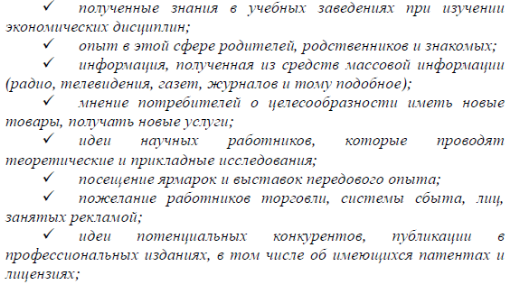 ✓ полученные знания в учебных заведениях при изучении
экономических дисциплин;
✓ опыт в этой сфере родителей, родственников и знакомых;
✓ информация, полученная из средств массовой информации
(радио, телевидения, газет, журналов и тому подобное);
✓ мнение потребителей о целесообразности иметь новые
товары, получать новые услуги;
✓ идеи научных работников, которые проводят
теоретические и прикладные исследования;
✓ посещение ярмарок и выставок передового опыта;
✓ пожелание работников торговли, системы сбыта, лиц,
занятых рекламой;
✓ идеи потенциальных конкурентов, публикации в
профессиональных изданиях, в том числе об имеющихся патентах и
лицензиях;